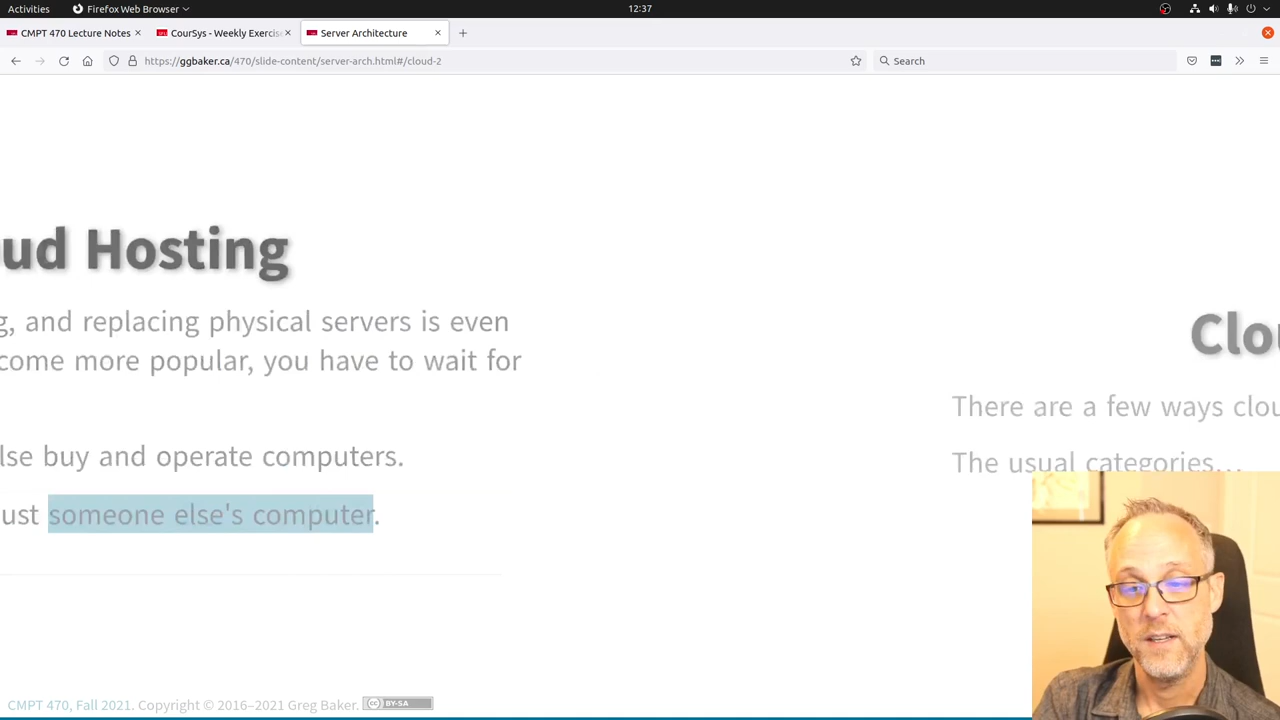 Activities
Firefox Web Browser
12:37
CMPT 470 Lecture Notes
CourSys - Weekly Exercise
Server Architecture
https://ggbaker.ca/470/slide-content/server-arch.html#/cloud-2
Search
ud Hosting
g, and replacing physical servers is even
come more popular, you have to wait for
lse buy and operate computers.
ust someone else's computer.
Clo
There are a few ways clou
The usual categories…
CMPT 470, Fall 2021. Copyright © 2016–2021 Greg Baker.
BY-SA